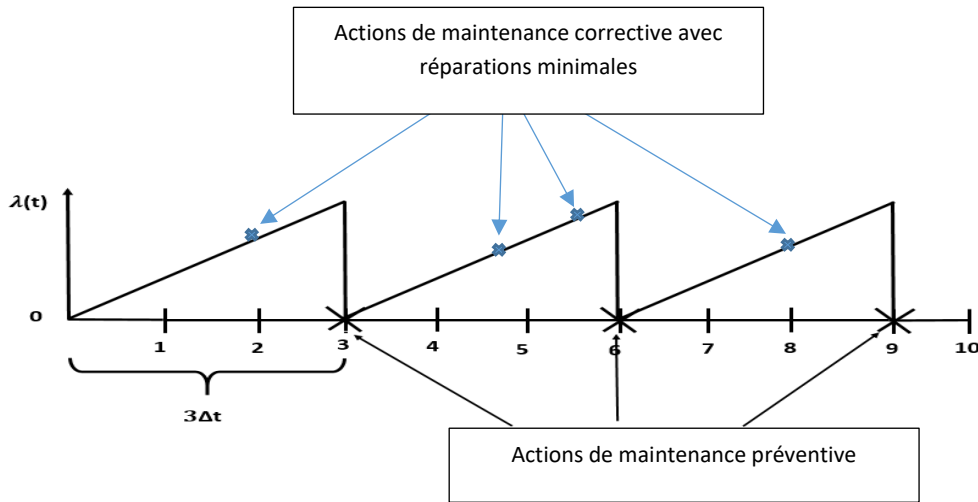 Actions de maintenance corrective avec
réparations minimales
λ(t)
0
1 2 3 4 5 6 7 8 9 10
3Δt
Actions de maintenance préventive